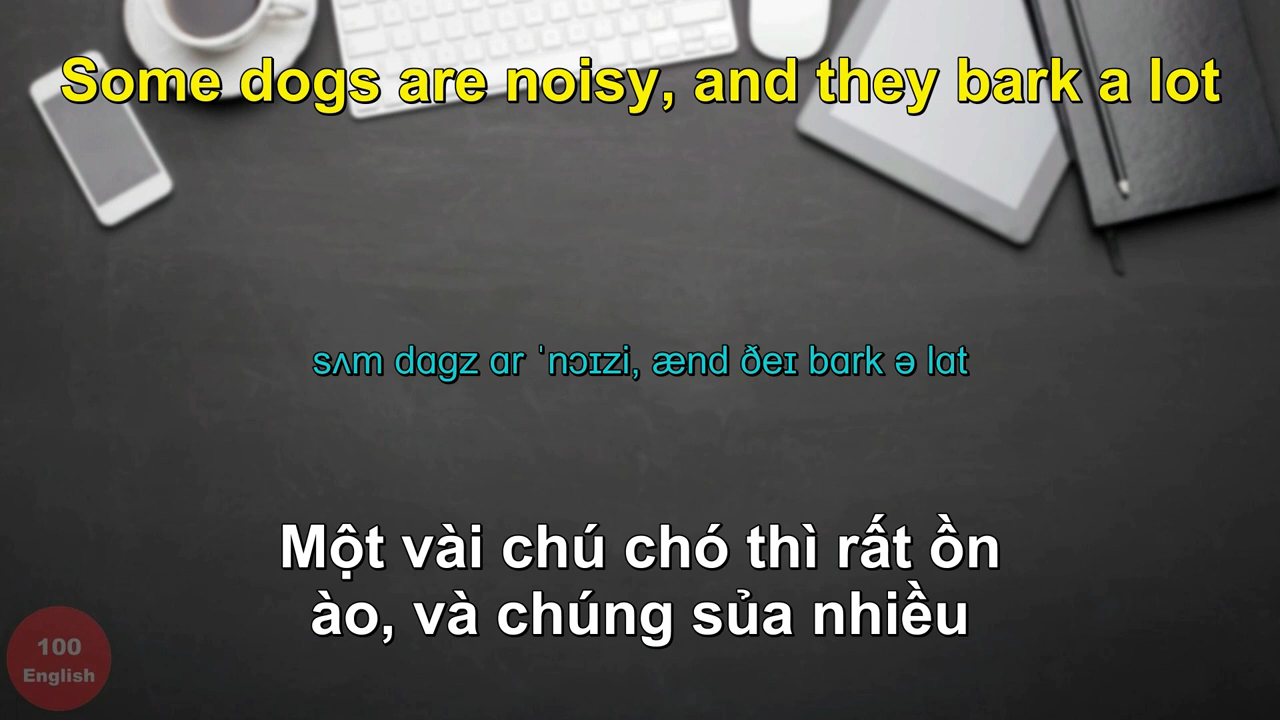 Some dogs are noisy, and they bark a lot
sʌm dɑgz ɑr ˈnɔɪzi, ænd ðeɪ bɑrk ə lɑt
Một vài chú chó thì rất ồn
ào, và chúng sủa nhiều
100
English